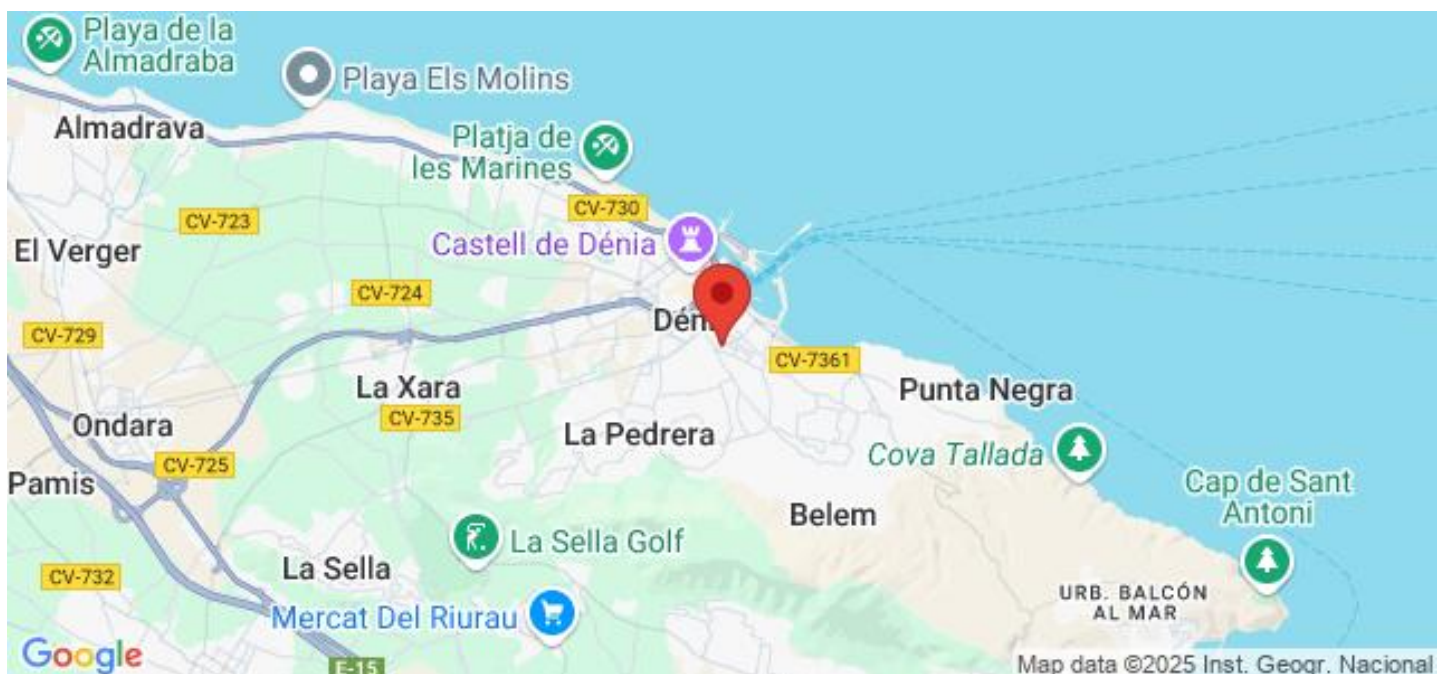 Playa de la
Almadraba
Playa Els Molins
Almadrava
Platja de
les Marines
CV-730
CV-723
El Verger
Castell de Dénia
CV-724
CV-729
CV-7361
La Xara
Punta Negra
CV-735
Ondara
La Pedrera
Cova Tallada
CV-725
Pamis
Cap de Sant
Antoni
Belem
La Sella Golf
La Sella
CV-732
URB. BALCÓN
AL MAR
Mercat Del Riurau
Google
E-15
Map data ©2025 Inst. Geogr. Nacional